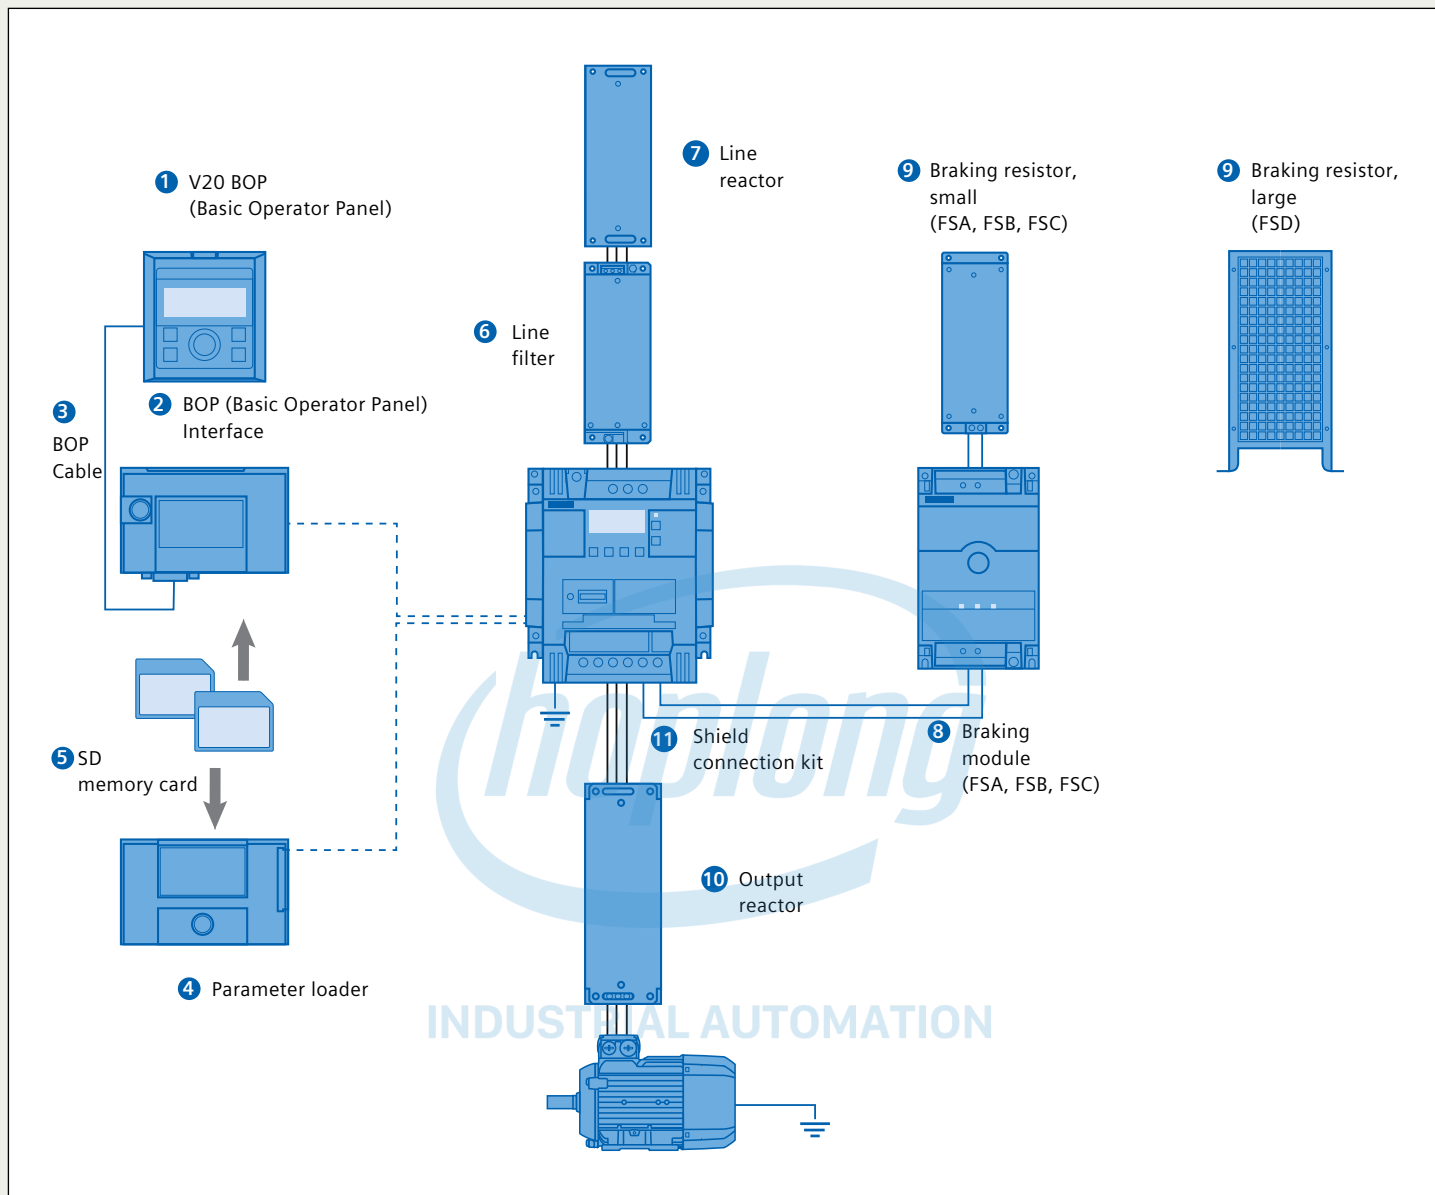 1 V20 BOP
(Basic Operator Panel)
2 BOP (Basic Operator Panel)
Interface
3
BOP
Cable
5 SD
memory card
4 Parameter loader
7 Line
reactor
6 Line
filter
11 Shield
connection kit
10 Output
reactor
9 Braking resistor,
small
(FSA, FSB, FSC)
8 Braking
module
(FSA, FSB, FSC)
9 Braking resistor,
large
(FSD)
hoplong
INDUSTRIAL AUTOMATION